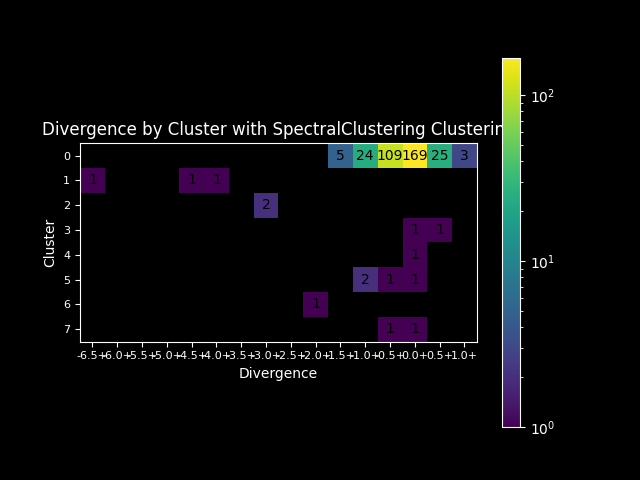 Divergence by Cluster with SpectralClustering Clustering
0 5 24 109 169 25 3
1 1 1 1
2 2
3 1 1
4 1
5 2 1 1
6 1
7 1 1
-6.5+ -6.0+ -5.5+ -5.0+ -4.5+ -4.0+ -3.5+ -3.0+ -2.5+ -2.0+ -1.5+ -1.0+ -0.5+ 0.0+ 0.5+ 1.0+
Divergence
Cluster
10²
10¹
10⁰